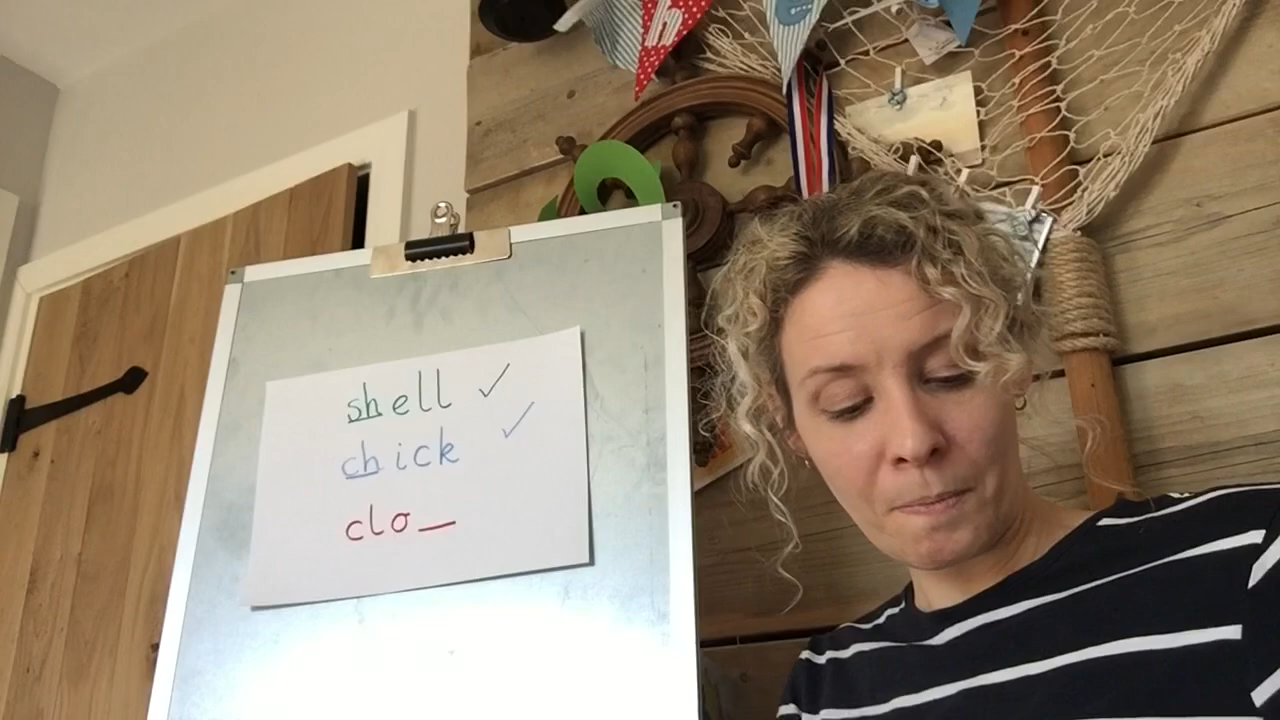 h
shell ✓
chick ✓
clo_